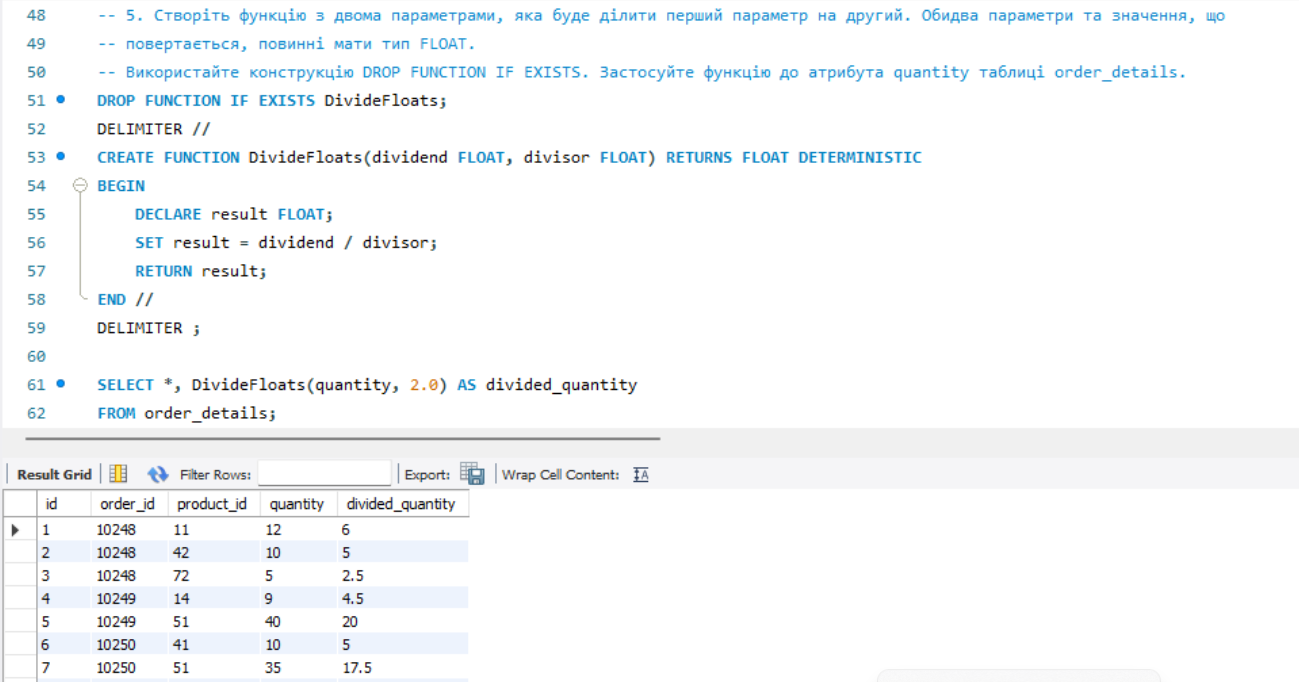 48 -- 5. Створіть функцію з двома параметрами, яка буде ділити перший параметр на другий. Обидва параметри та значення, що
49 -- повертається, повинні мати тип FLOAT.
50 -- Використайте конструкцію DROP FUNCTION IF EXISTS. Застосуйте функцію до атрибута quantity таблиці order_details.
51 DROP FUNCTION IF EXISTS DivideFloats;
52 DELIMITER //
53 CREATE FUNCTION DivideFloats(dividend FLOAT, divisor FLOAT) RETURNS FLOAT DETERMINISTIC
54 BEGIN
55 DECLARE result FLOAT;
56 SET result = dividend / divisor;
57 RETURN result;
58 END //
59 DELIMITER ;
60
61 SELECT *, DivideFloats(quantity, 2.0) AS divided_quantity
62 FROM order_details;
Result Grid Filter Rows: Export: Wrap Cell Content: IA
id order_id product_id quantity divided_quantity
1 10248 11 12 6
2 10248 42 10 5
3 10248 72 5 2.5
4 10249 14 9 4.5
5 10249 51 40 20
6 10250 41 10 5
7 10250 51 35 17.5